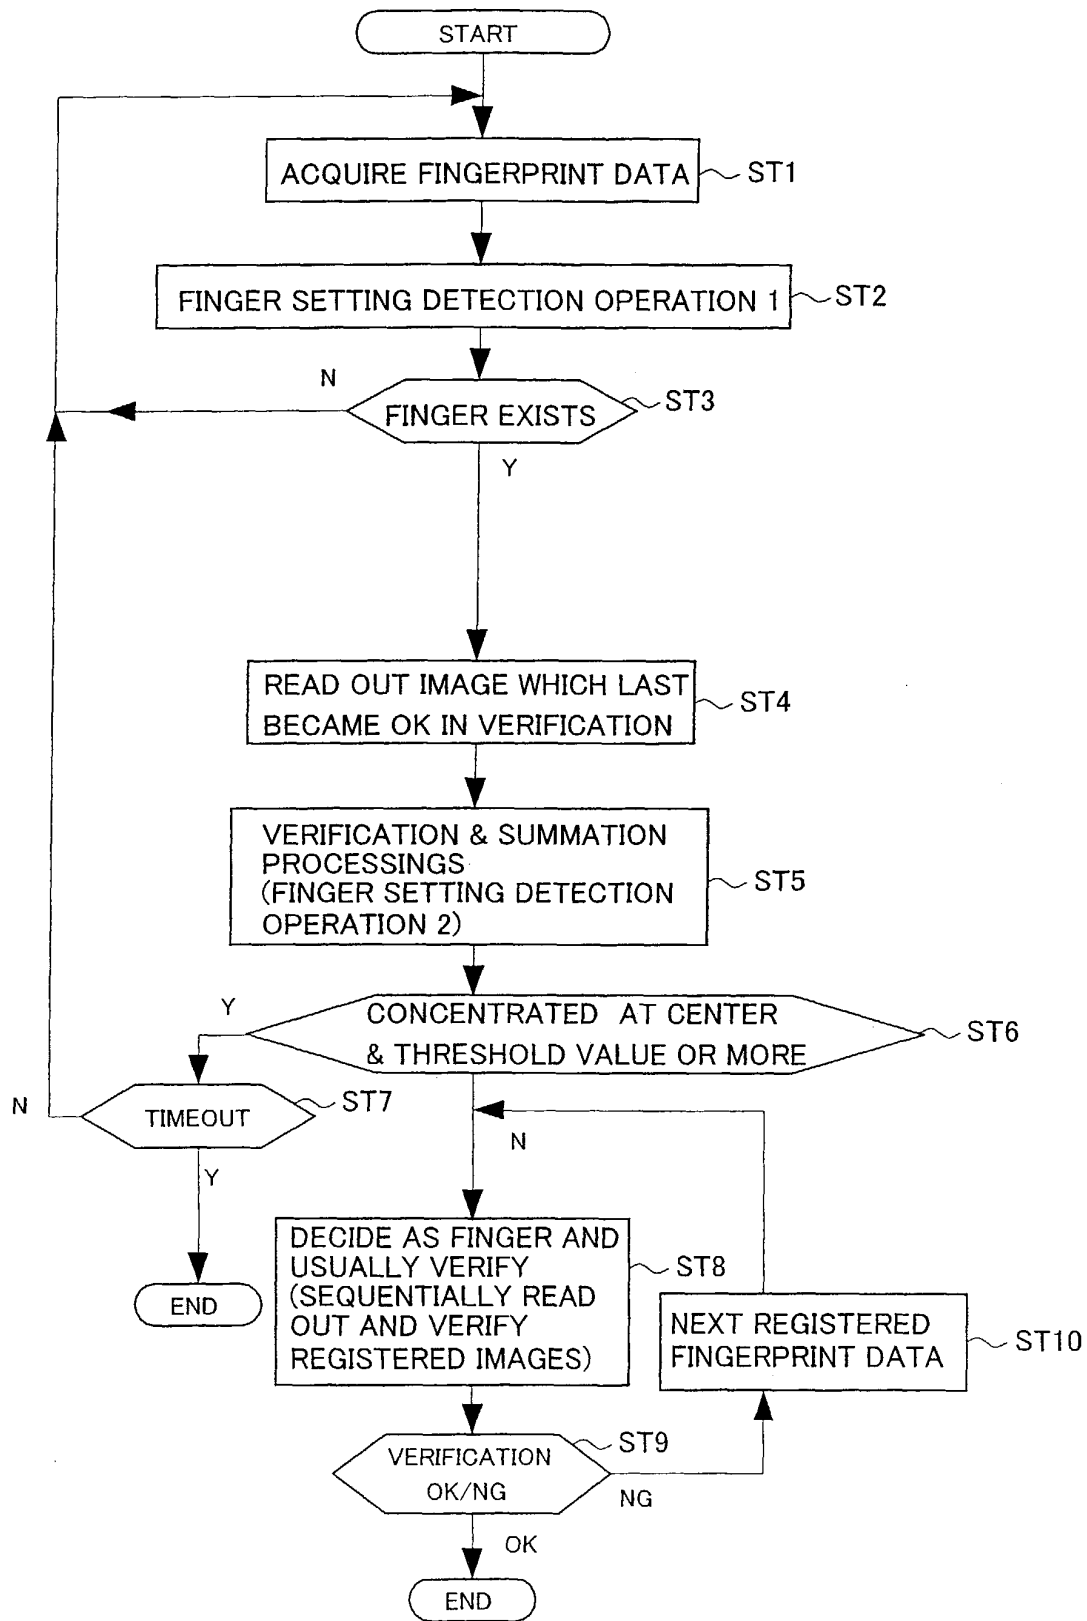 START
ACQUIRE FINGERPRINT DATA
ST1
FINGER SETTING DETECTION OPERATION 1
ST2
N
FINGER EXISTS
ST3
Y
READ OUT IMAGE WHICH LAST
BECAME OK IN VERIFICATION
ST4
VERIFICATION & SUMMATION
PROCESSINGS
(FINGER SETTING DETECTION
OPERATION 2)
ST5
Y
CONCENTRATED AT CENTER
& THRESHOLD VALUE OR MORE
ST6
N
TIMEOUT
ST7
N
Y
END
DECIDE AS FINGER AND
USUALLY VERIFY
(SEQUENTIALLY READ
OUT AND VERIFY
REGISTERED IMAGES)
ST8
NEXT REGISTERED
FINGERPRINT DATA
ST10
VERIFICATION
OK/NG
ST9
NG
OK
END